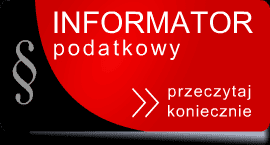 §
INFORMATOR
podatkowy
przeczytaj
koniecznie